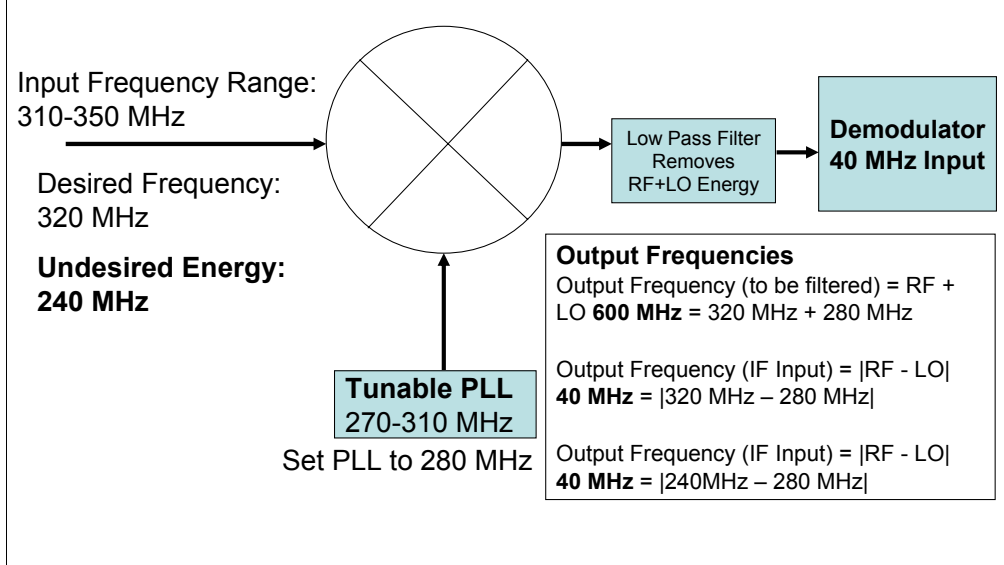 Input Frequency Range:
310-350 MHz
Desired Frequency:
320 MHz
Undesired Energy:
240 MHz
Low Pass Filter
Removes
RF+LO Energy
Demodulator
40 MHz Input
Tunable PLL
270-310 MHz
Set PLL to 280 MHz
Output Frequencies
Output Frequency (to be filtered) = RF +
LO 600 MHz = 320 MHz + 280 MHz
Output Frequency (IF Input) = |RF - LO|
40 MHz = |320 MHz – 280 MHz|
Output Frequency (IF Input) = |RF - LO|
40 MHz = |240MHz – 280 MHz|